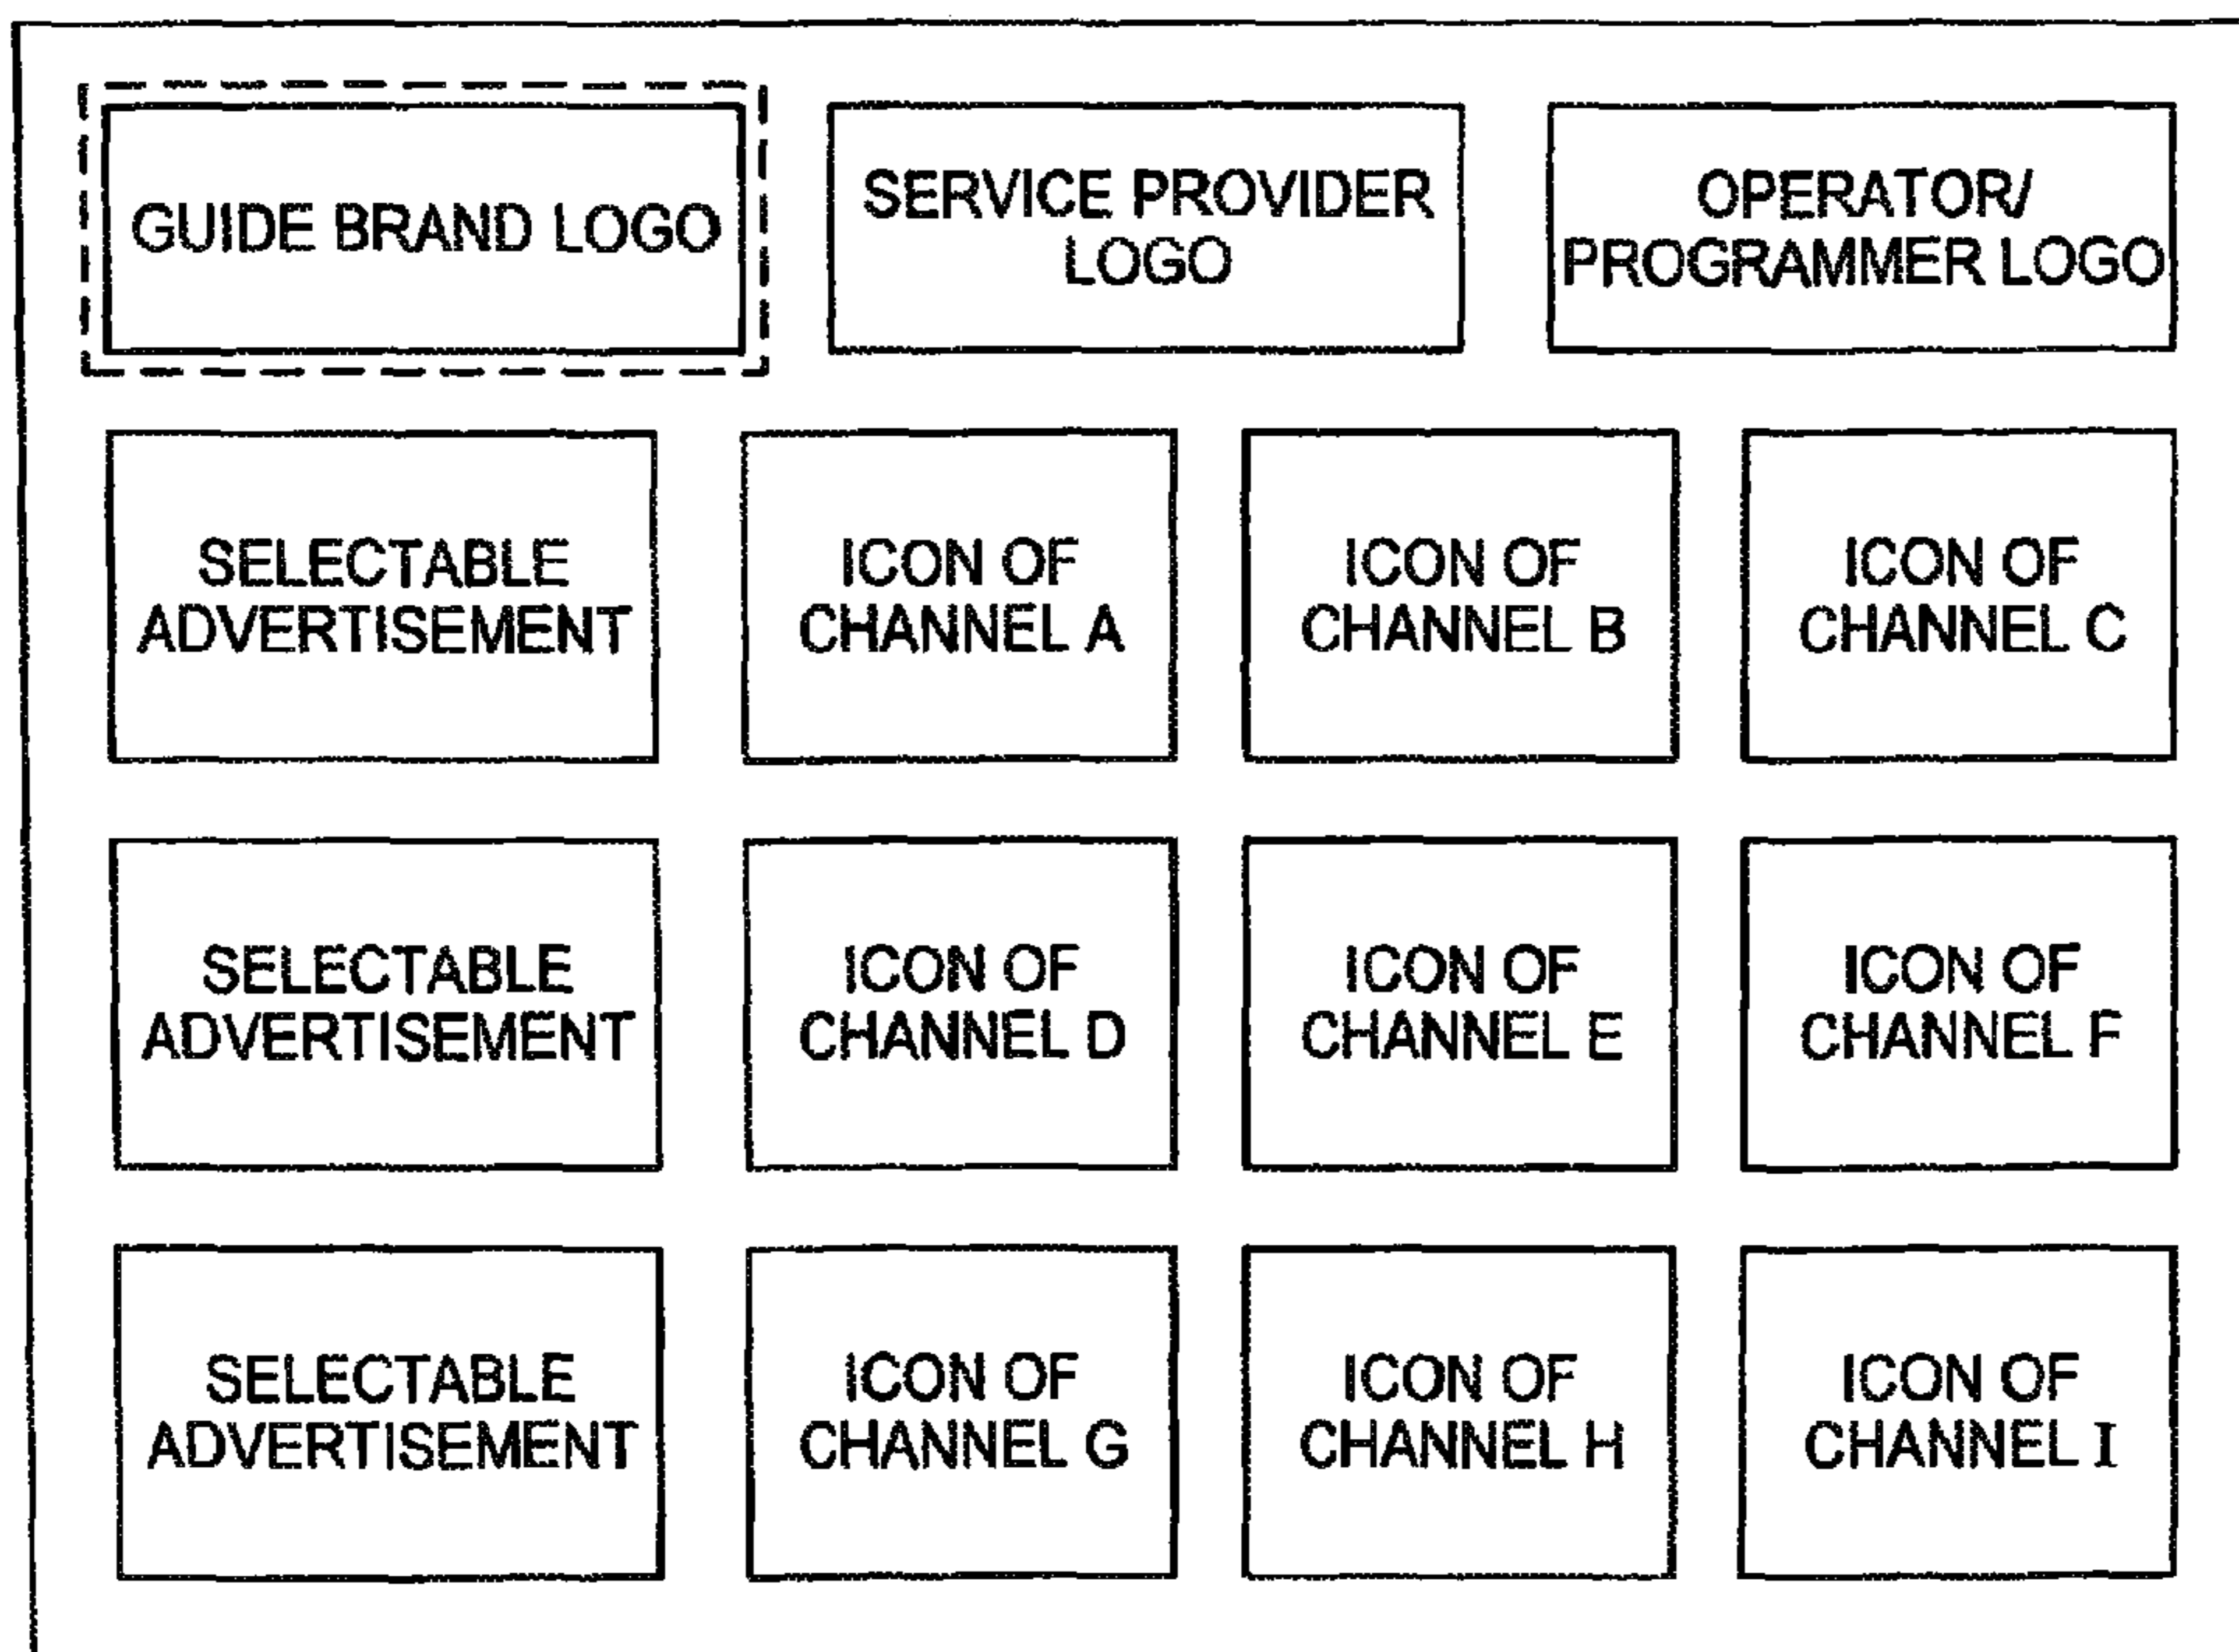 GUIDE BRAND LOGO
SERVICE PROVIDER
LOGO
OPERATOR/
PROGRAMMER LOGO
SELECTABLE
ADVERTISEMENT
ICON OF
CHANNEL A
ICON OF
CHANNEL B
ICON OF
CHANNEL C
SELECTABLE
ADVERTISEMENT
ICON OF
CHANNEL D
ICON OF
CHANNEL E
ICON OF
CHANNEL F
SELECTABLE
ADVERTISEMENT
ICON OF
CHANNEL G
ICON OF
CHANNEL H
ICON OF
CHANNEL I